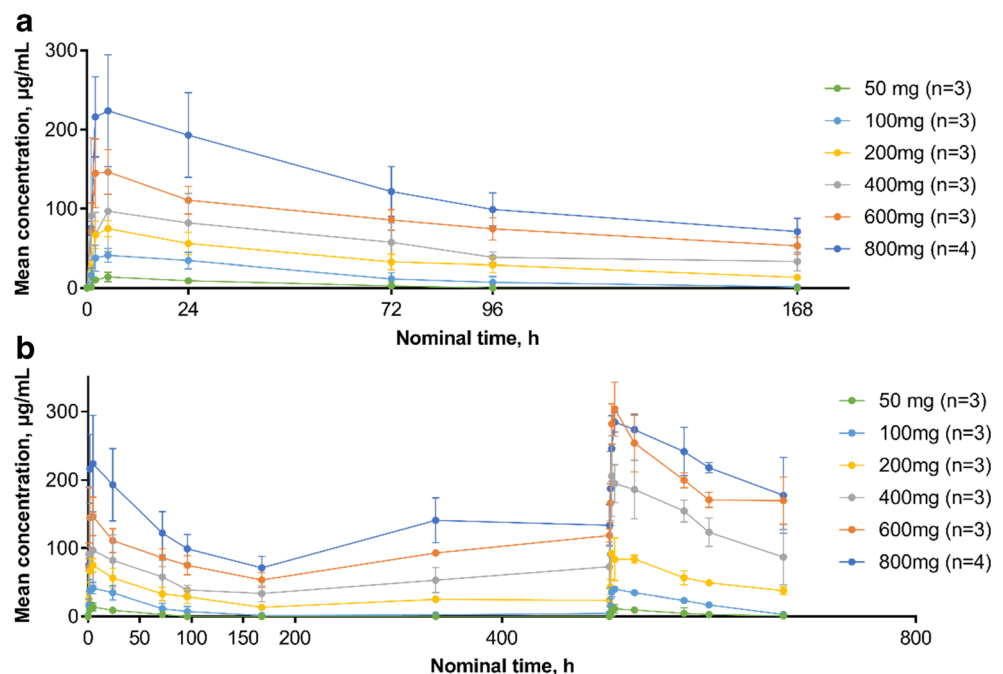 a
Mean concentration, µg/mL
300
200
100
0
0 24 72 96 168
Nominal time, h
50 mg (n=3)
100mg (n=3)
200mg (n=3)
400mg (n=3)
600mg (n=3)
800mg (n=4)
b
Mean concentration, µg/mL
300
200
100
0
0 50 100 150 200 400 800
Nominal time, h
50 mg (n=3)
100mg (n=3)
200mg (n=3)
400mg (n=3)
600mg (n=3)
800mg (n=4)